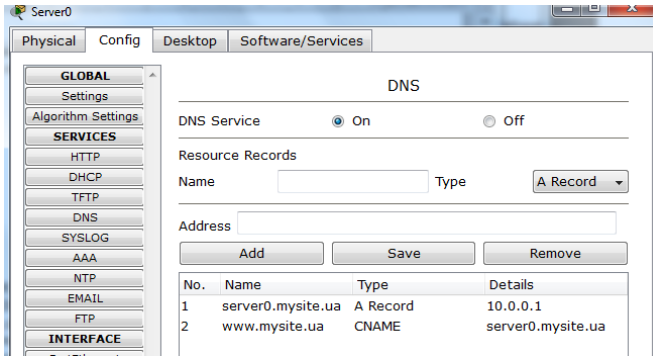 Server0
Physical Config Desktop Software/Services
GLOBAL
Settings
Algorithm Settings
SERVICES
HTTP
DHCP
TFTP
DNS
SYSLOG
AAA
NTP
EMAIL
FTP
INTERFACE
DNS
DNS Service On Off
Resource Records
Name Type A Record
Address
Add Save Remove
No. Name Type Details
1 server0.mysite.ua A Record 10.0.0.1
2 www.mysite.ua CNAME server0.mysite.ua